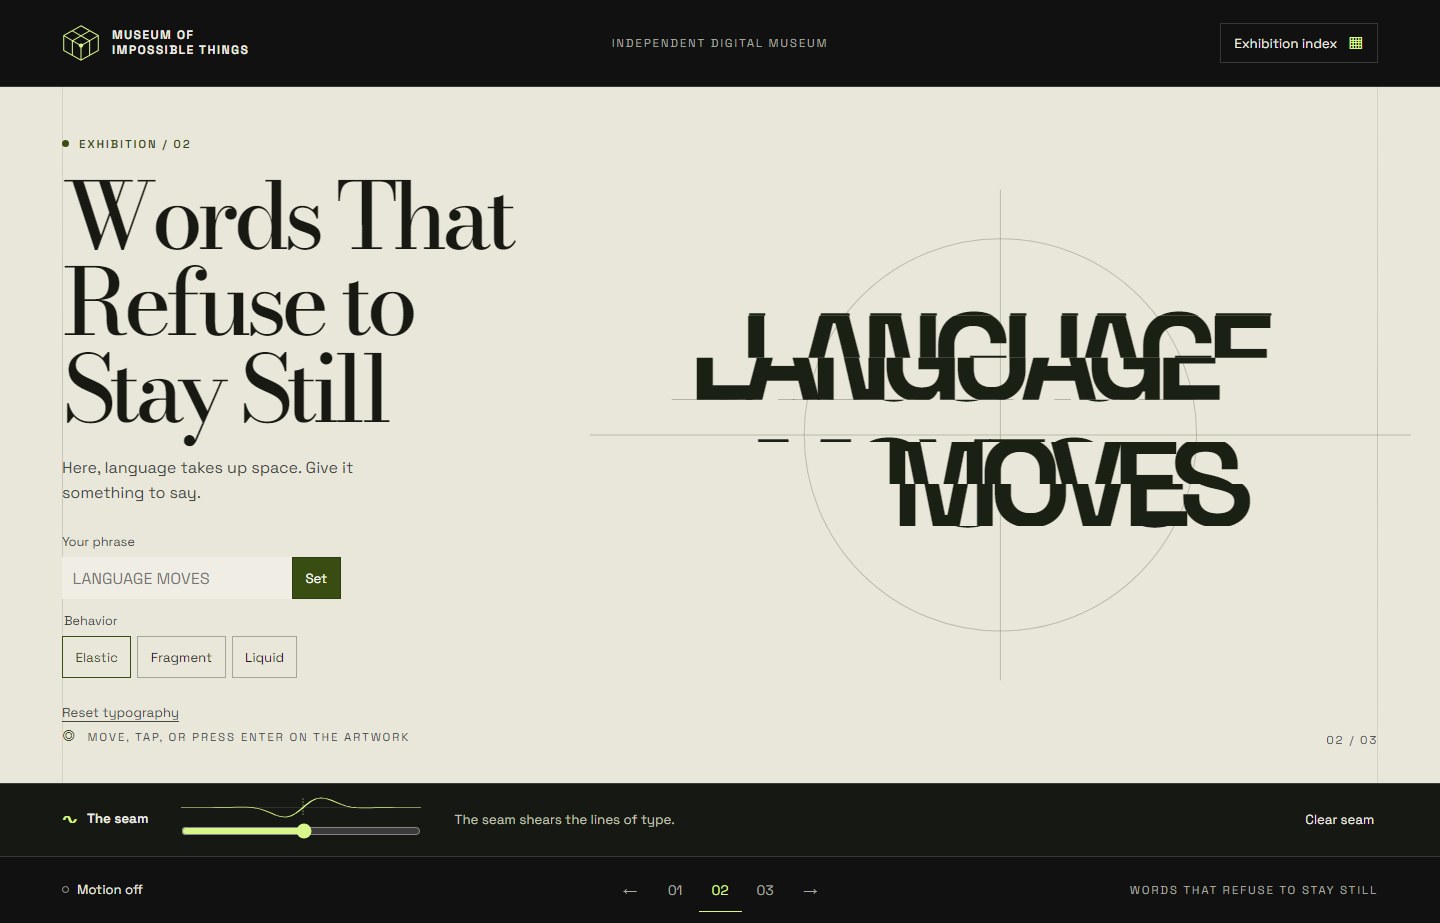 MUSEUM OF
IMPOSSIBLE THINGS
INDEPENDENT DIGITAL MUSEUM
Exhibition index
EXHIBITION / 02
Words That
Refuse to
Stay Still
Here, language takes up space. Give it
something to say.
Your phrase
LANGUAGE MOVES
Set
Behavior
Elastic
Fragment
Liquid
Reset typography
MOVE, TAP, OR PRESS ENTER ON THE ARTWORK
LANGUAGE
MOVES
02 / 03
The seam
The seam shears the lines of type.
Clear seam
Motion off
← 01 02 03 →
WORDS THAT REFUSE TO STAY STILL